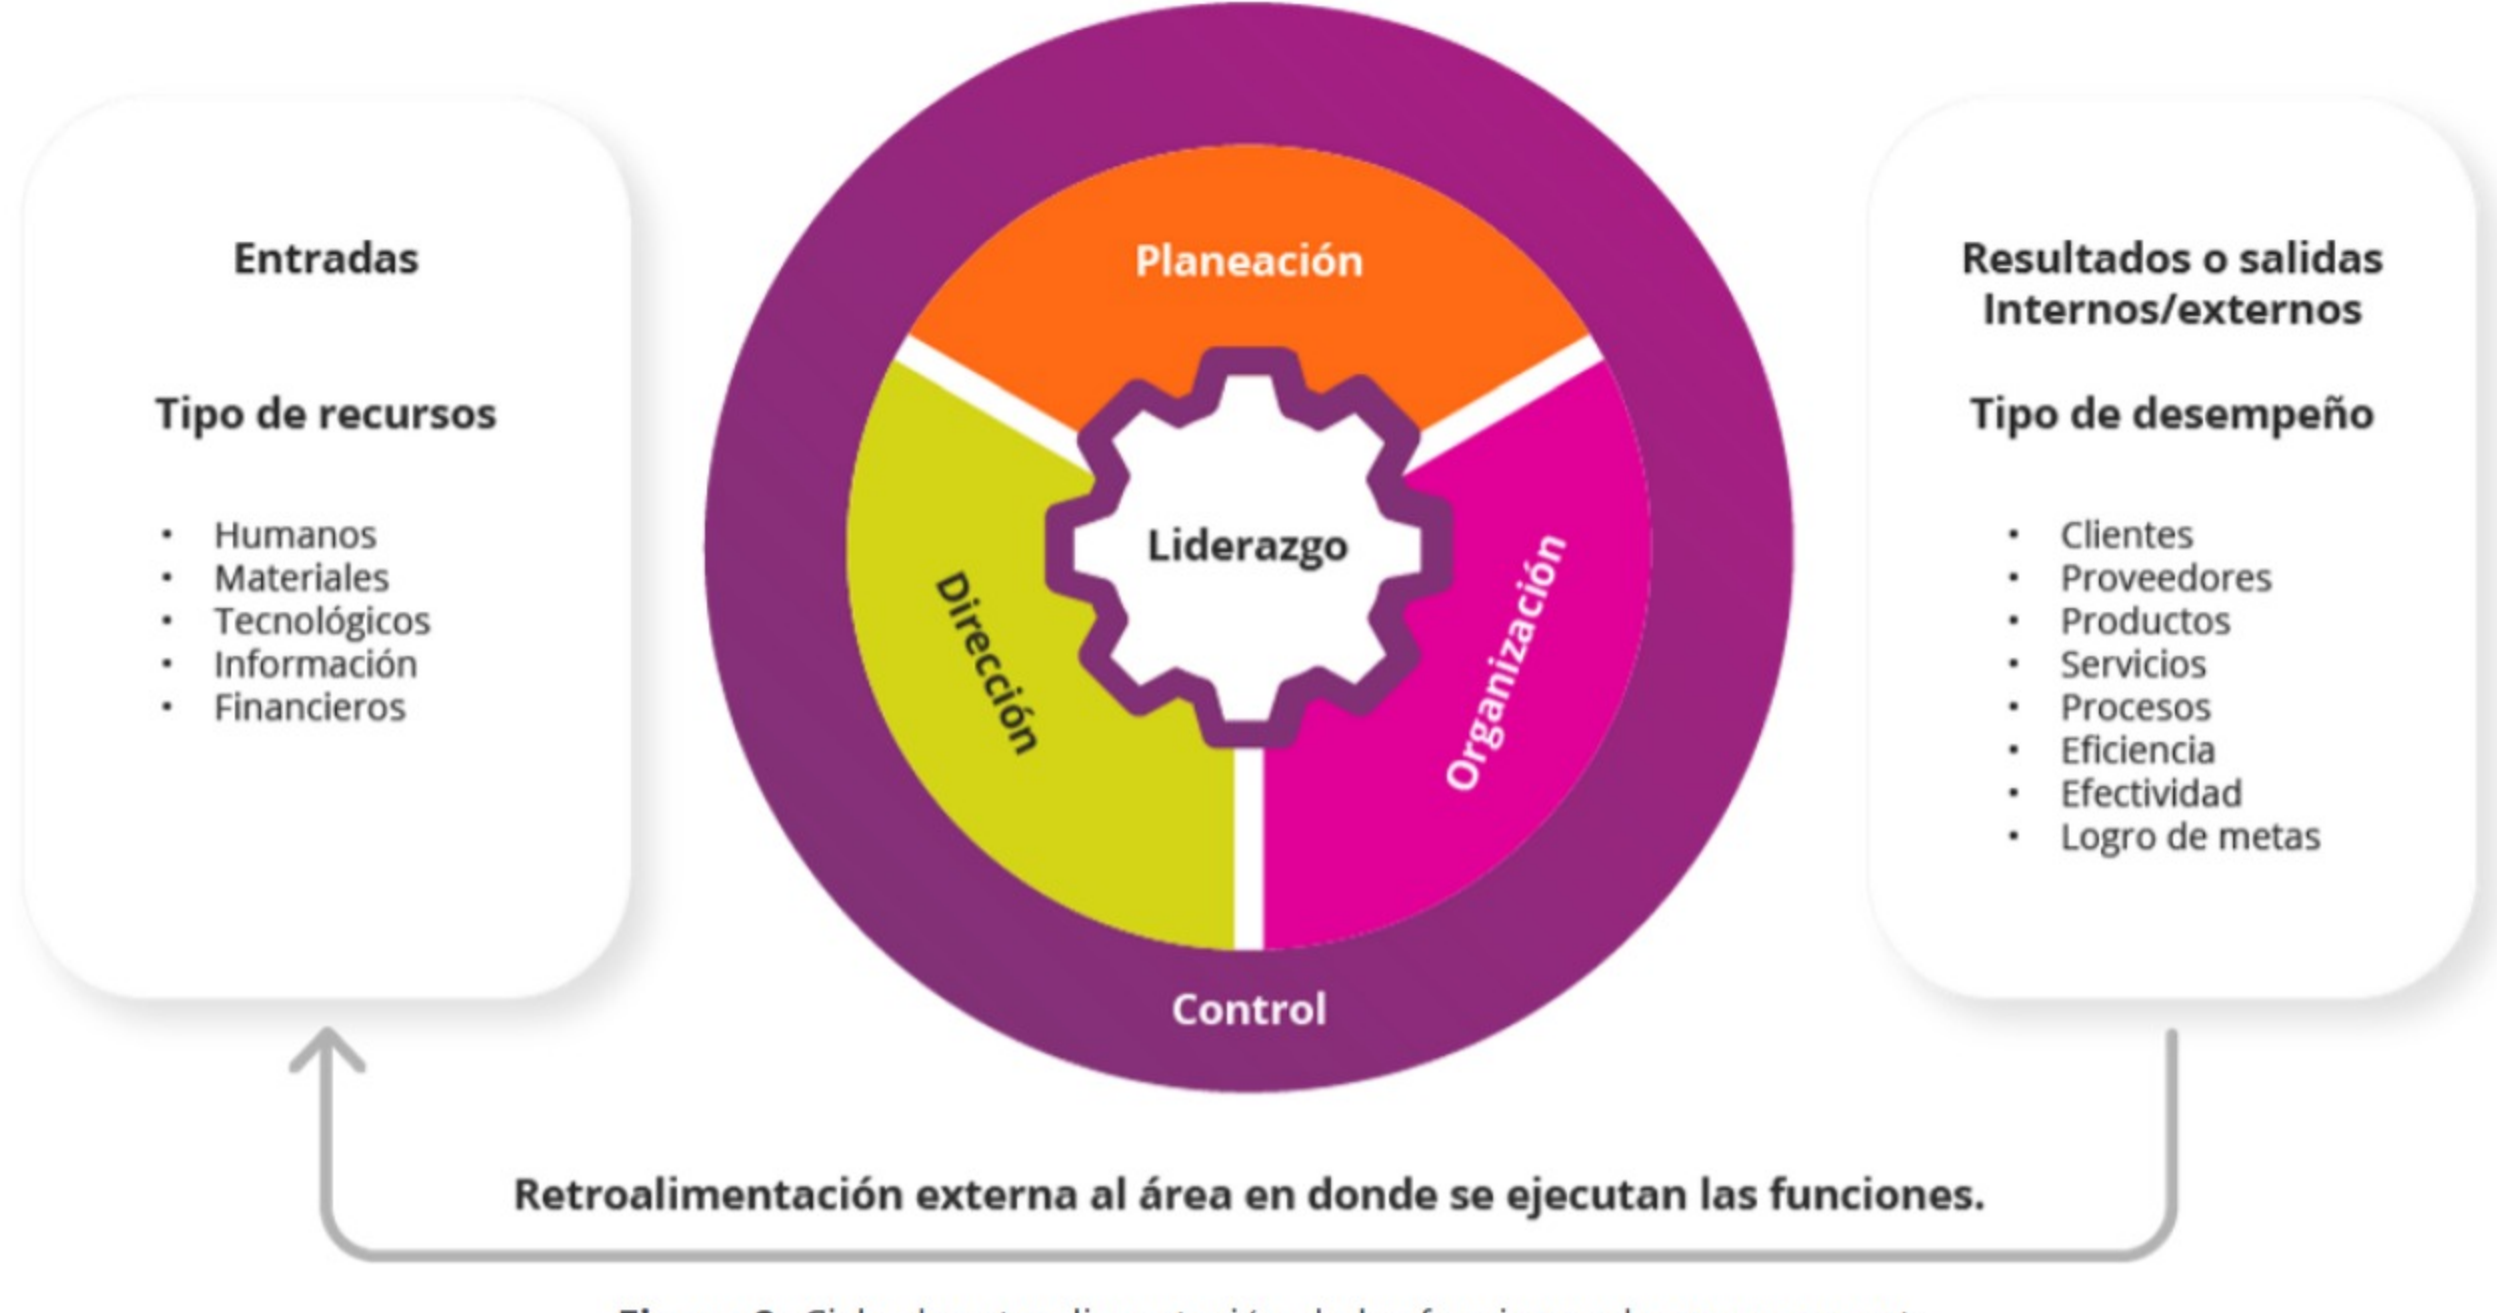 Entradas
Tipo de recursos
• Humanos
• Materiales
• Tecnológicos
• Información
• Financieros
Planeación
Liderazgo
Dirección
Organización
Control
Resultados o salidas
Internos/externos
Tipo de desempeño
• Clientes
• Proveedores
• Productos
• Servicios
• Procesos
• Eficiencia
• Efectividad
• Logro de metas
Retroalimentación externa al área en donde se ejecutan las funciones.